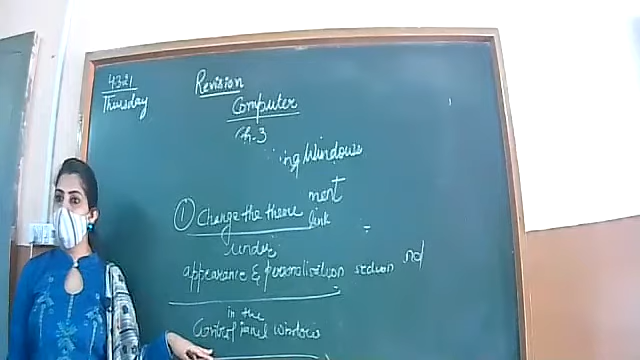 4.3.21
Thursday
Revision
Computer
Ch-3
ing Windows
ment
① Change the theme link
under
appearance & personalisation section
in the
Control Panel Windows